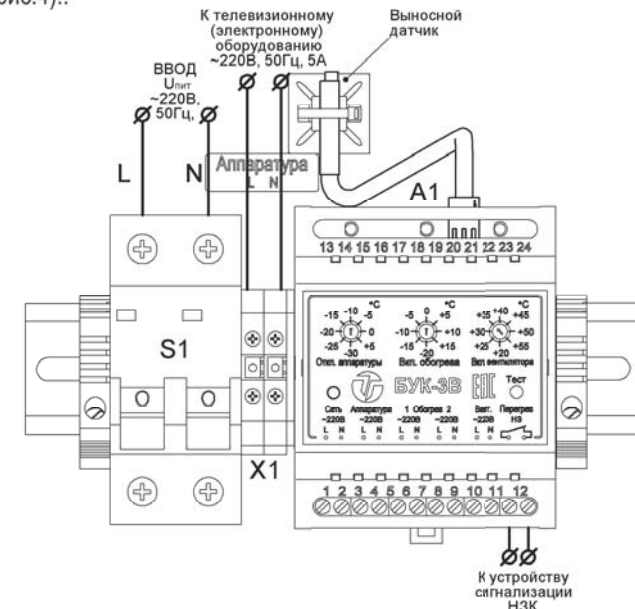 рис.4)..
К телевизионному
(электронному)
оборудованию
~220В, 50Гц, 5А
Выносной
датчик
ВВОД
Uпит
~220В,
50Гц,
L
N
Аппаратура
L N
A1
13 14 15 16 17 18 19 20 21 22 23 24
-15 -10 -5 °C
-20 0
-25 +5
-30
Откл. аппаратуры
-5 0 +5 °C
-10 +10
-15 +15
-20
Вкл. обогрева
+35 +40 +45 °C
+30 +50
+25 +55
+20
Вкл вентилятора
S1
БУК-3В
ЕАС
Тест
Сеть Аппаратура 1 Обогрев 2 Вент. Перегрев
~220В ~220В ~220В ~220В ~220В НЗ
L N L N L N L N L N
X1
1 2 3 4 5 6 7 8 9 10 11 12
К устройству
сигнализации
НЗК